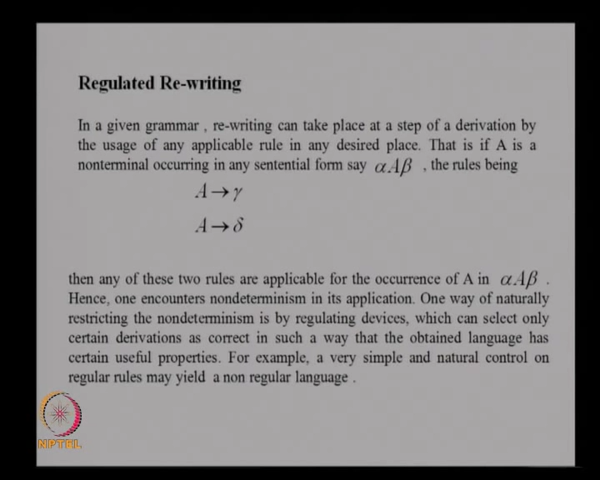 Regulated Re-writing
In a given grammar , re-writing can take place at a step of a derivation by
the usage of any applicable rule in any desired place. That is if A is a
nonterminal occurring in any sentential form say αAβ , the rules being
A→γ
A→δ
then any of these two rules are applicable for the occurrence of A in αAβ .
Hence, one encounters nondeterminism in its application. One way of naturally
restricting the nondeterminism is by regulating devices, which can select only
certain derivations as correct in such a way that the obtained language has
certain useful properties. For example, a very simple and natural control on
regular rules may yield a non regular language .
NPTEL